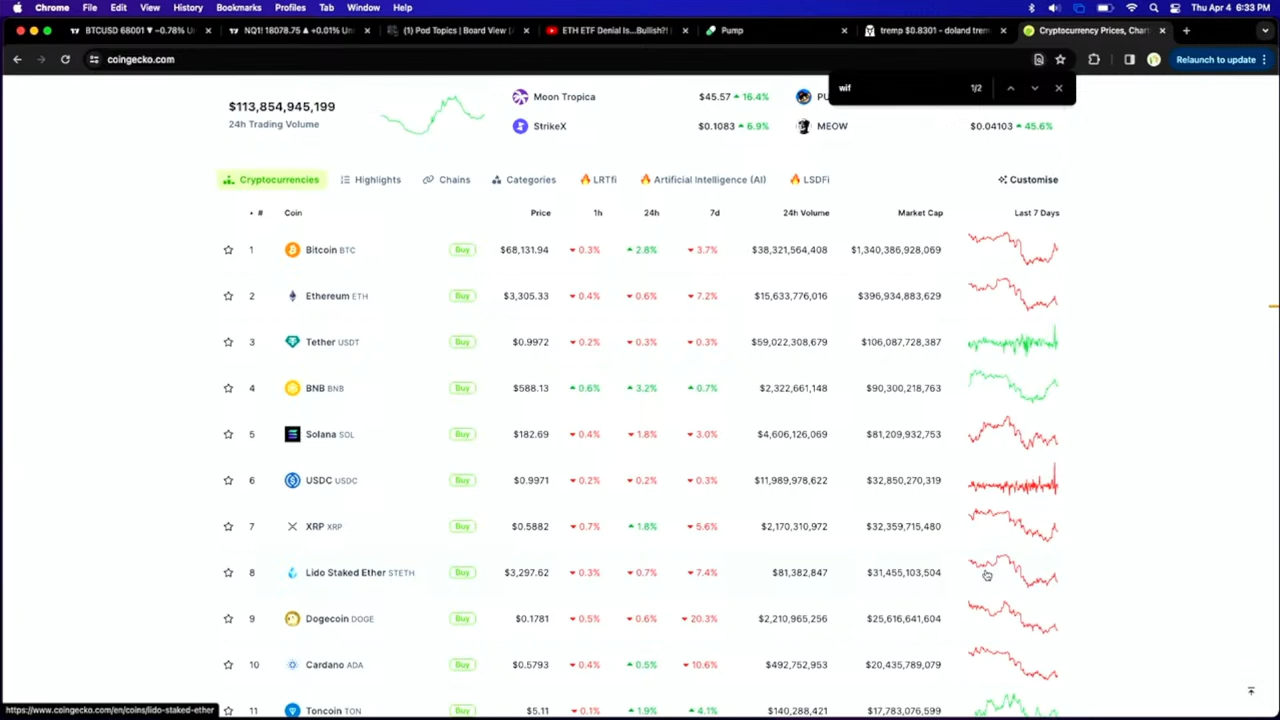 Chrome File Edit View History Bookmarks Profiles Tab Window Help Thu Apr 4 6:33 PM
BTCUSD 68001 ▼ −0.78% NQ1! 18078.75 ▲ +0.01% (1) Pod Topics | Board View | ETH ETF Denial Is...Bullish?! Pump tremp $0.8301 - doland trem Cryptocurrency Prices, Char
coingecko.com Relaunch to update
wif 1/2
$113,854,945,199 Moon Tropica $45.57 16.4%
24h Trading Volume StrikeX $0.1083 6.9% MEOW $0.04103 45.6%
Cryptocurrencies Highlights Chains Categories LRTfi Artificial Intelligence (AI) LSDFi Customise
# Coin Price 1h 24h 7d 24h Volume Market Cap Last 7 Days
1 Bitcoin BTC Buy $68,131.94 0.3% 2.8% 3.7% $38,321,564,408 $1,340,386,928,069
2 Ethereum ETH Buy $3,305.33 0.4% 0.6% 7.2% $15,633,776,016 $396,934,883,629
3 Tether USDT Buy $0.9972 0.2% 0.3% 0.3% $59,022,308,679 $106,087,728,387
4 BNB BNB Buy $588.13 0.6% 3.2% 0.7% $2,322,661,148 $90,300,218,763
5 Solana SOL Buy $182.69 0.4% 1.8% 3.0% $4,606,126,069 $81,209,932,753
6 USDC USDC Buy $0.9971 0.2% 0.2% 0.3% $11,989,978,622 $32,850,270,319
7 XRP XRP Buy $0.5882 0.7% 1.8% 5.6% $2,170,310,972 $32,359,715,480
8 Lido Staked Ether STETH Buy $3,297.62 0.3% 0.7% 7.4% $81,382,847 $31,455,103,504
9 Dogecoin DOGE Buy $0.1781 0.5% 0.6% 20.3% $2,210,965,256 $25,616,641,604
10 Cardano ADA Buy $0.5793 0.4% 0.5% 10.6% $492,752,953 $20,435,789,079
11 Toncoin TON Buy $5.11 0.1% 1.9% 4.1% $140,288,421 $17,783,076,599
https://www.coingecko.com/en/coins/lido-staked-ether